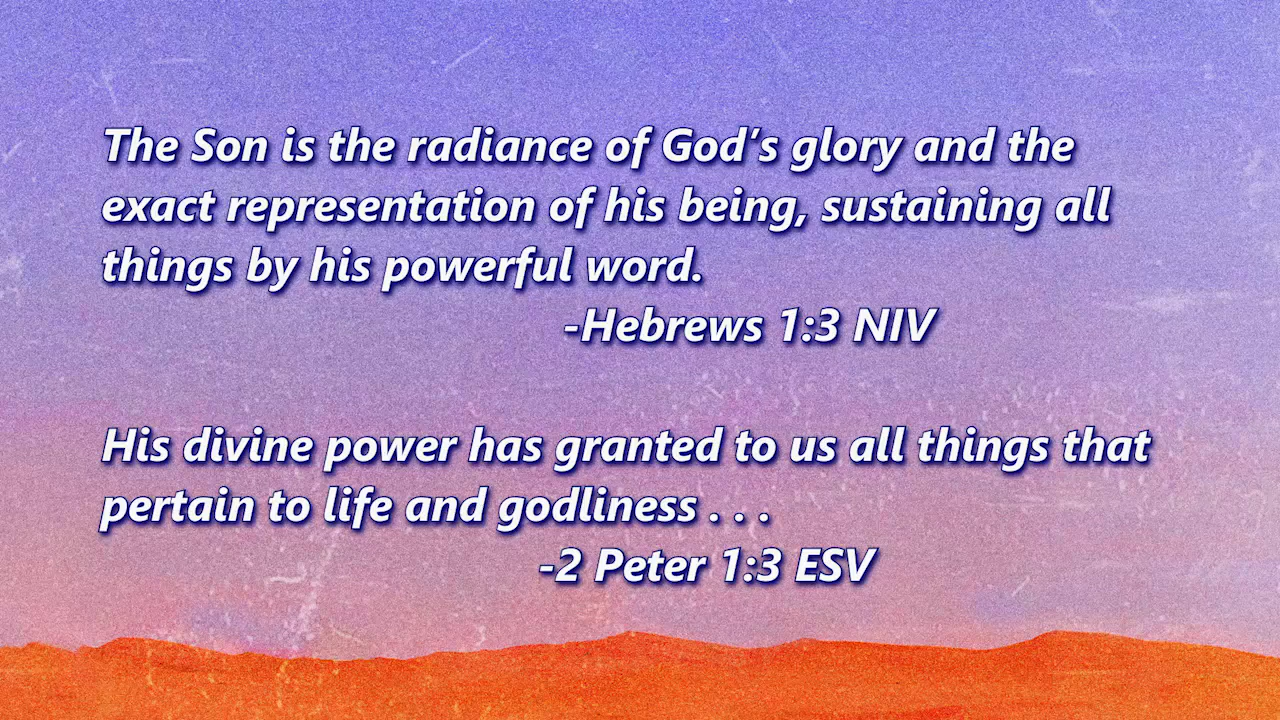 The Son is the radiance of God’s glory and the
exact representation of his being, sustaining all
things by his powerful word.
-Hebrews 1:3 NIV
His divine power has granted to us all things that
pertain to life and godliness . . .
-2 Peter 1:3 ESV